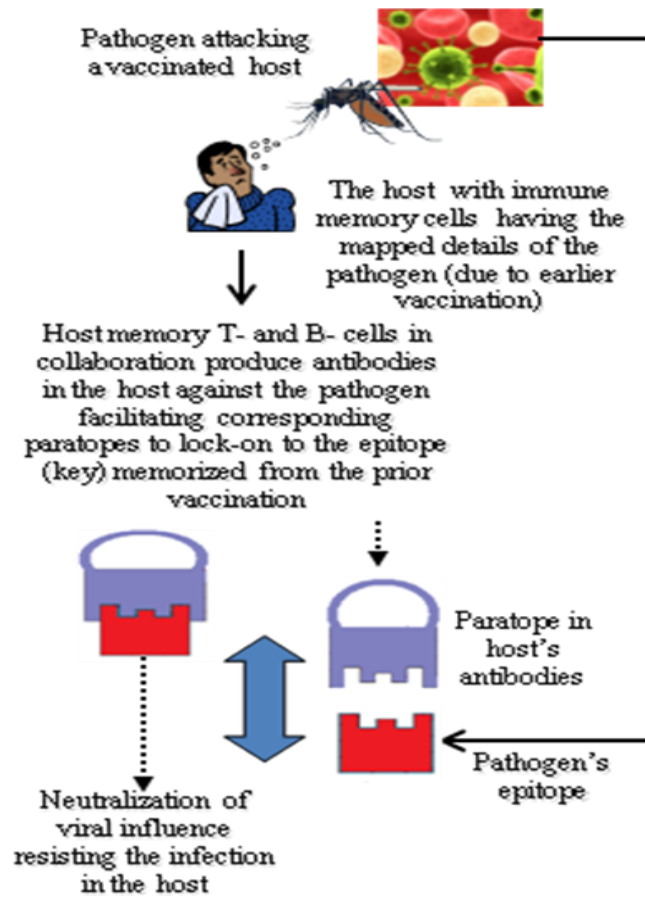 Pathogen attacking
a vaccinated host
The host with immune
memory cells having the
mapped details of the
pathogen (due to earlier
vaccination)
Host memory T- and B- cells in
collaboration produce antibodies
in the host against the pathogen
facilitating corresponding
paratopes to lock-on to the epitope
(key) memorized from the prior
vaccination
Paratope in
host's
antibodies
Pathogen's
epitope
Neutralization of
viral influence
resisting the infection
in the host